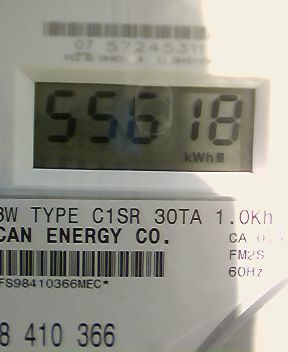 07 57245311
55618
kWh
3W TYPE C1SR 30TA 1.0Kh
CAN ENERGY CO.
CA 0.5
FM2S
60Hz
FS98410366MEC*
8 410 366